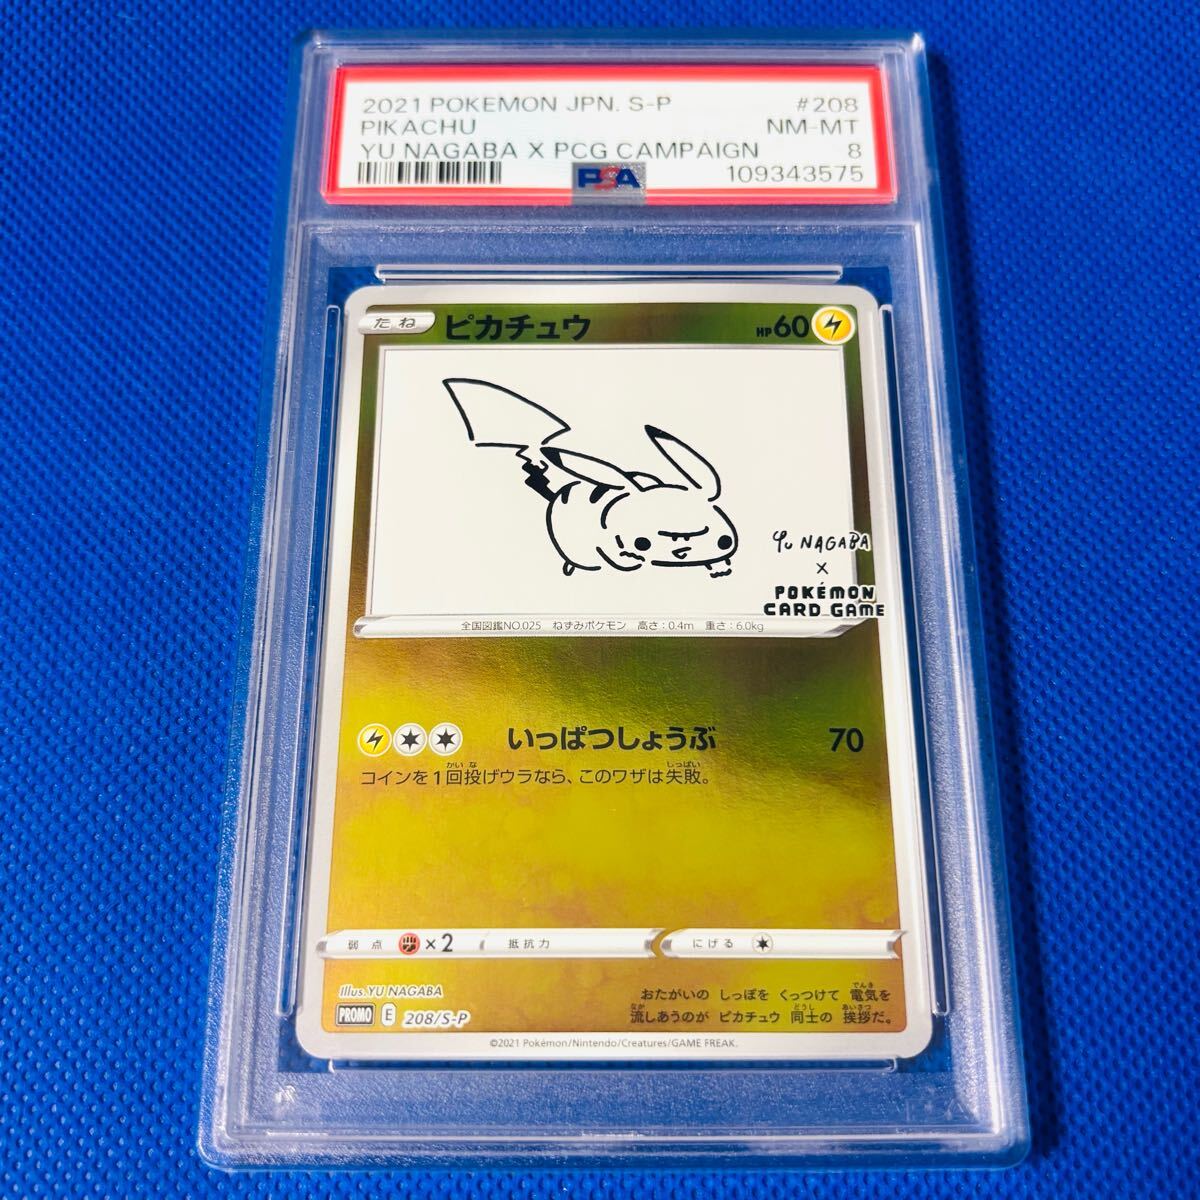 2021 POKEMON JPN. S-P #208
PIKACHU NM-MT
YU NAGABA X PCG CAMPAIGN 8
PSA 109343575
たね ピカチュウ HP60
Yu NAGABA
×
POKÉMON
CARD GAME
全国図鑑NO.025 ねずみポケモン 高さ：0.4m 重さ：6.0kg
いっぱつしょうぶ 70
コインを1回投げウラなら、このワザは失敗。
弱点 ×2 抵抗力 にげる
Illus. YU NAGABA
PROMO E 208/S-P
おたがいの しっぽを くっつけて 電気を
流しあうのが ピカチュウ 同士の 挨拶だ。
©2021 Pokémon/Nintendo/Creatures/GAME FREAK.